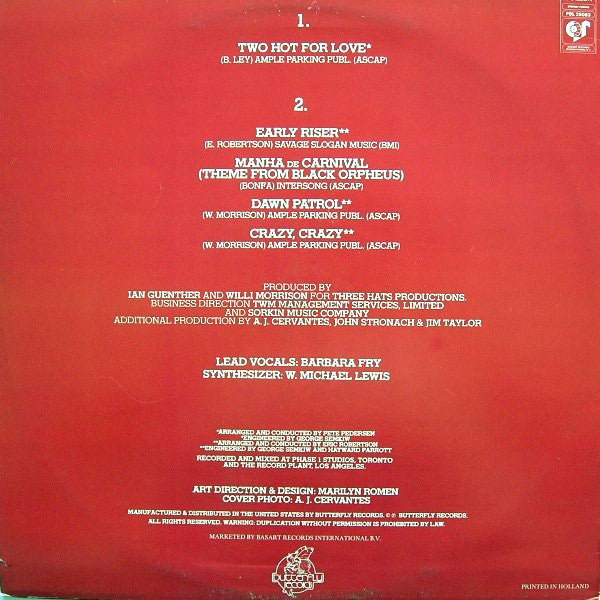 1.
TWO HOT FOR LOVE*
(B. LEY) AMPLE PARKING PUBL. (ASCAP)
2.
EARLY RISER**
(E. ROBERTSON) SAVAGE SLOGAN MUSIC (BMI)
MANHA DE CARNIVAL
(THEME FROM BLACK ORPHEUS)
(BONFA) INTERSONG (ASCAP)
DAWN PATROL**
(W. MORRISON) AMPLE PARKING PUBL. (ASCAP)
CRAZY, CRAZY**
(W. MORRISON) AMPLE PARKING PUBL. (ASCAP)
PRODUCED BY
IAN GUENTHER AND WILLI MORRISON FOR THREE HATS PRODUCTIONS.
BUSINESS DIRECTION TWM MANAGEMENT SERVICES, LIMITED
AND SORKIN MUSIC COMPANY
ADDITIONAL PRODUCTION BY A. J. CERVANTES, JOHN STRONACH & JIM TAYLOR
LEAD VOCALS: BARBARA FRY
SYNTHESIZER: W. MICHAEL LEWIS
*ARRANGED AND CONDUCTED BY PETE PEDERSEN
*ENGINEERED BY GEORGE SEMKIW
**ARRANGED AND CONDUCTED BY ERIC ROBERTSON
**ENGINEERED BY GEORGE SEMKIW AND HAYWARD PARROTT
RECORDED AND MIXED AT PHASE 1 STUDIOS, TORONTO
AND THE RECORD PLANT, LOS ANGELES.
ART DIRECTION & DESIGN: MARILYN ROMEN
COVER PHOTO: A. J. CERVANTES
MANUFACTURED & DISTRIBUTED IN THE UNITED STATES BY BUTTERFLY RECORDS. © ℗ BUTTERFLY RECORDS.
ALL RIGHTS RESERVED. WARNING: DUPLICATION WITHOUT PERMISSION IS PROHIBITED BY LAW.
MARKETED BY BASART RECORDS INTERNATIONAL B.V.
butterfly
records
PRINTED IN HOLLAND